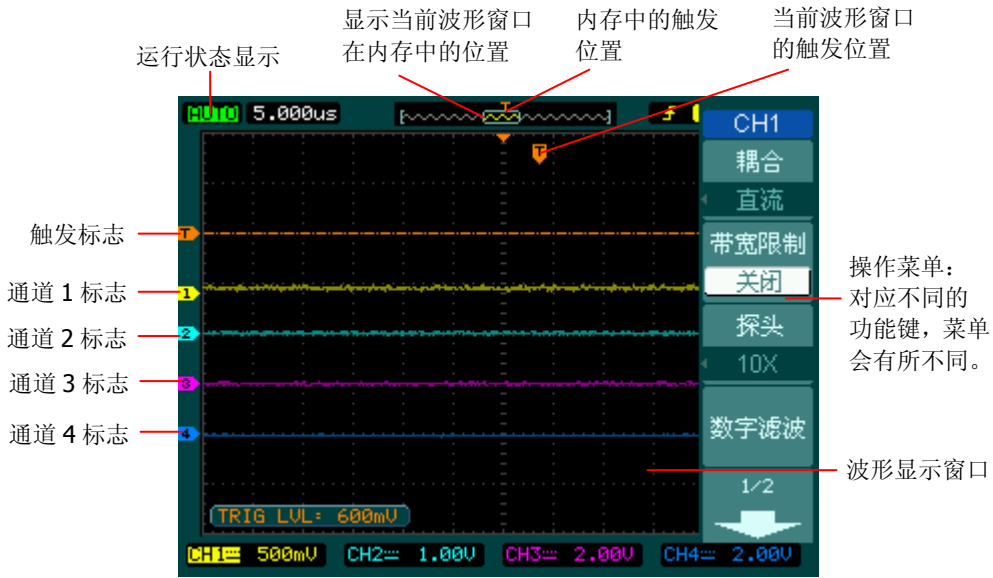 显示当前波形窗口
在内存中的位置
内存中的触发
位置
当前波形窗口
的触发位置
运行状态显示
AUTO 5.000us
T
CH1
T
耦合
直流
触发标志
T
带宽限制
关闭
操作菜单：
对应不同的
功能键，菜单
会有所不同。
通道 1 标志
1
通道 2 标志
2
探头
10X
通道 3 标志
3
通道 4 标志
4
数字滤波
波形显示窗口
1/2
TRIG LVL: 600mV
CH1 500mV CH2 1.00V CH3 2.00V CH4 2.00V